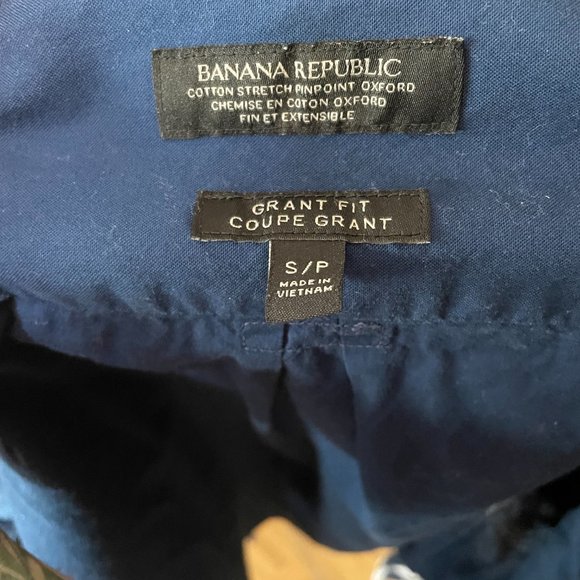 BANANA REPUBLIC
COTTON STRETCH PINPOINT OXFORD
CHEMISE EN COTON OXFORD
FIN ET EXTENSIBLE
GRANT FIT
COUPE GRANT
S/P
MADE IN
VIETNAM